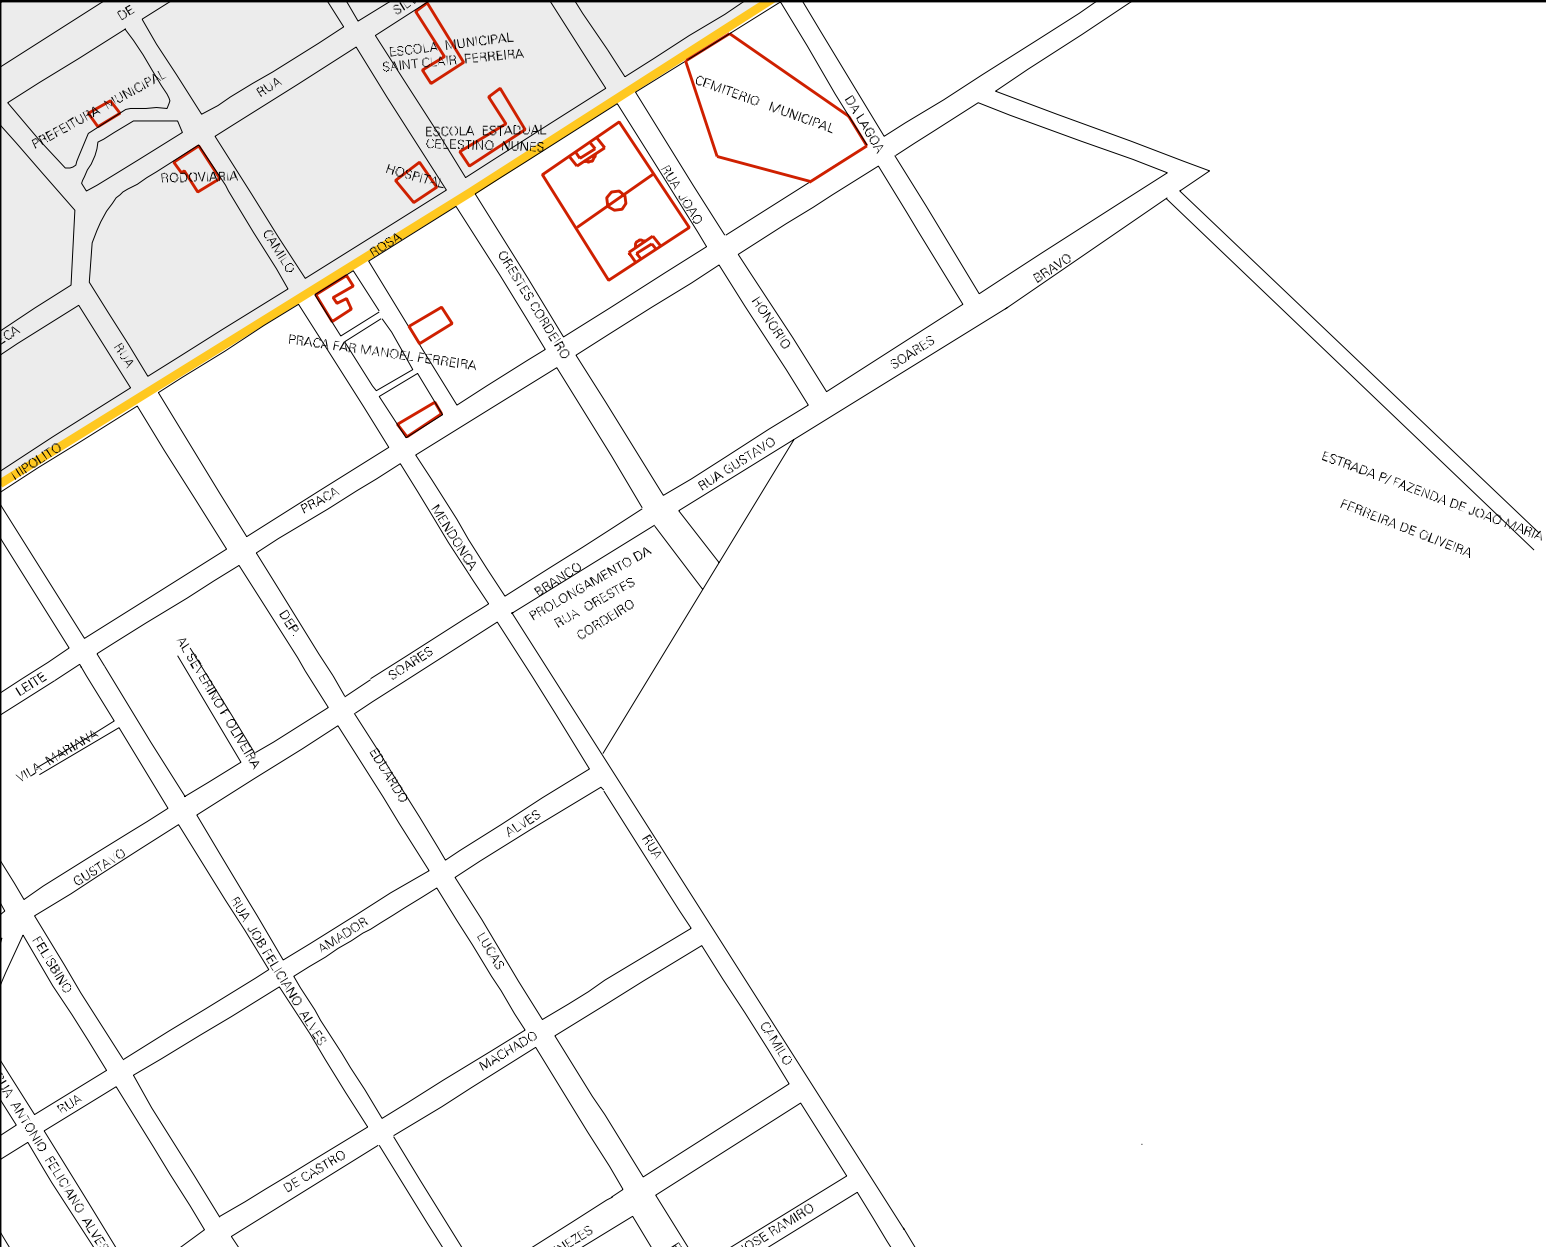 DE
ESCOLA MUNICIPAL
SAINT CLAIR FERREIRA
RUA
PREFEITURA MUNICIPAL
CEMITERIO MUNICIPAL
DALAGOA
ESCOLA ESTADUAL
CELESTINO NUNES
HOSPITAL
RODOVIARIA
RUA JOAO
CAMILO
ROSA
ORESTES CORDEIRO
BRAVO
HONORIO
RUA
PRACA FAR MANOEL FERREIRA
SOARES
HIPOLITO
RUA GUSTAVO
ESTRADA P/ FAZENDA DE JOAO MARIA
FERREIRA DE OLIVEIRA
PRACA
MENDONCA
BRANCO
PROLONGAMENTO DA
RUA ORESTES
CORDEIRO
DEP.
SOARES
LEITE
VILA MARIANA
EDUARDO
ALVES
RUA
GUSTAVO
RUA JOB FELICIANO ALVES
AMADOR
LUCAS
FELISBINO
CAMILO
MACHADO
RUA
RUA ANTONIO FELICIANO ALVES
DE CASTRO
JOSE RAMIRO